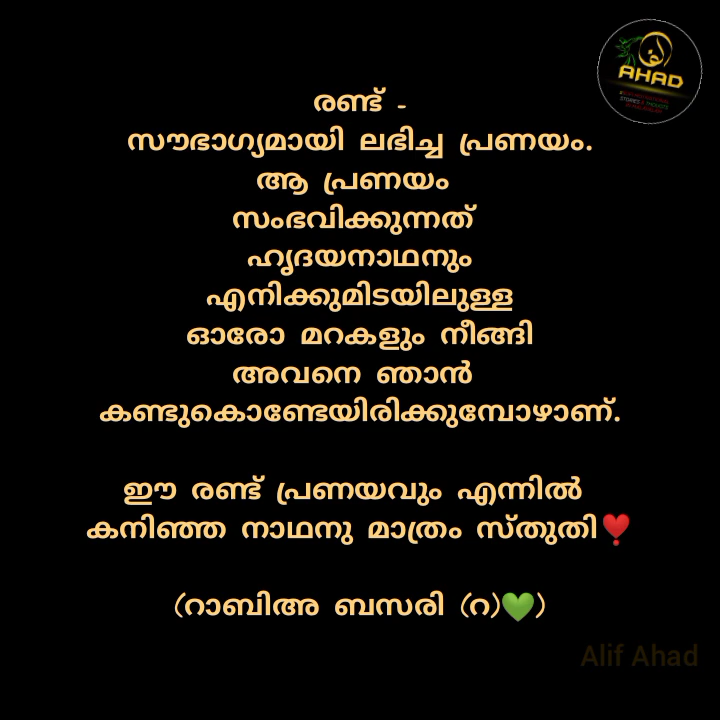 AHAD
രണ്ട് -
സൗഭാഗ്യമായി ലഭിച്ച പ്രണയം.
ആ പ്രണയം
സംഭവിക്കുന്നത്
ഹൃദയനാഥനും
എനിക്കുമിടയിലുള്ള
ഓരോ മറകളും നീങ്ങി
അവനെ ഞാൻ
കണ്ടുകൊണ്ടേയിരിക്കുമ്പോഴാണ്.
ഈ രണ്ട് പ്രണയവും എന്നിൽ
കനിഞ്ഞ നാഥനു മാത്രം സ്തുതി❣️
(റാബിഅ ബസരി (റ)💚)
Alif Ahad